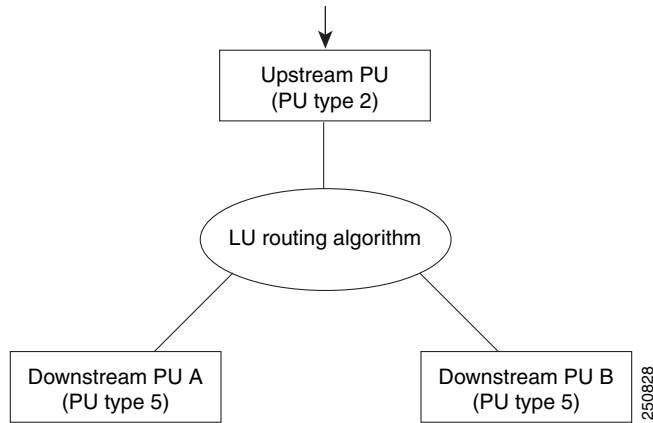 Upstream PU
(PU type 2)
LU routing algorithm
Downstream PU A
(PU type 5)
Downstream PU B
(PU type 5)
250828